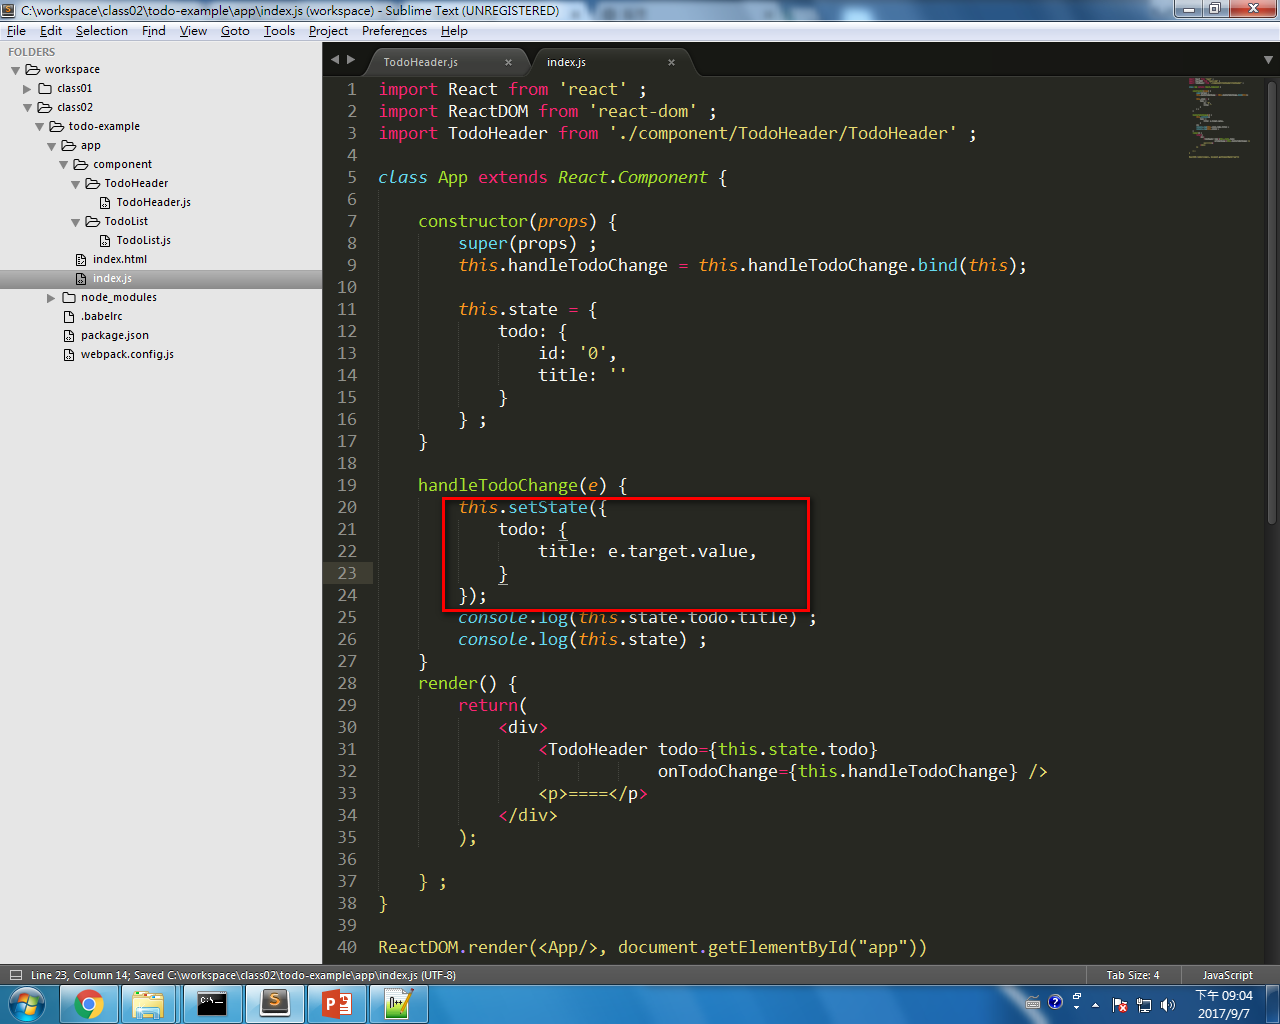 C:\workspace\class02\todo-example\app\index.js (workspace) - Sublime Text (UNREGISTERED)
File Edit Selection Find View Goto Tools Project Preferences Help
FOLDERS
workspace
class01
class02
todo-example
app
component
TodoHeader
TodoHeader.js
TodoList
TodoList.js
index.html
index.js
node_modules
.babelrc
package.json
webpack.config.js
TodoHeader.js × index.js ×
1 import React from 'react' ;
2 import ReactDOM from 'react-dom' ;
3 import TodoHeader from './component/TodoHeader/TodoHeader' ;
4
5 class App extends React.Component {
6
7 constructor(props) {
8 super(props) ;
9 this.handleTodoChange = this.handleTodoChange.bind(this);
10
11 this.state = {
12 todo: {
13 id: '0',
14 title: ''
15 }
16 } ;
17 }
18
19 handleTodoChange(e) {
20 this.setState({
21 todo: {
22 title: e.target.value,
23 }
24 });
25 console.log(this.state.todo.title) ;
26 console.log(this.state) ;
27 }
28 render() {
29 return(
30 <div>
31 <TodoHeader todo={this.state.todo}
32 onTodoChange={this.handleTodoChange} />
33 <p>====</p>
34 </div>
35 );
36
37 } ;
38 }
39
40 ReactDOM.render(<App/>, document.getElementById("app"))
Line 23, Column 14; Saved C:\workspace\class02\todo-example\app\index.js (UTF-8) Tab Size: 4 JavaScript
下午 09:04
2017/9/7